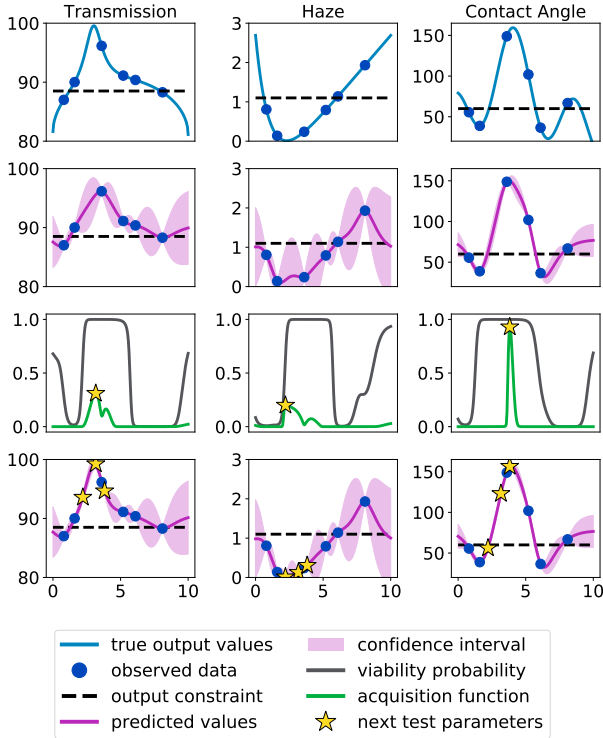 Transmission Haze Contact Angle
100 90 80
3 2 1 0
150 100 50
100 90 80
3 2 1 0
150 100 50
1.0 0.5 0.0
1.0 0.5 0.0
1.0 0.5 0.0
100 90 80
3 2 1 0
150 100 50
0 5 10 0 5 10 0 5 10
true output values
observed data
output constraint
predicted values
confidence interval
viability probability
acquisition function
next test parameters